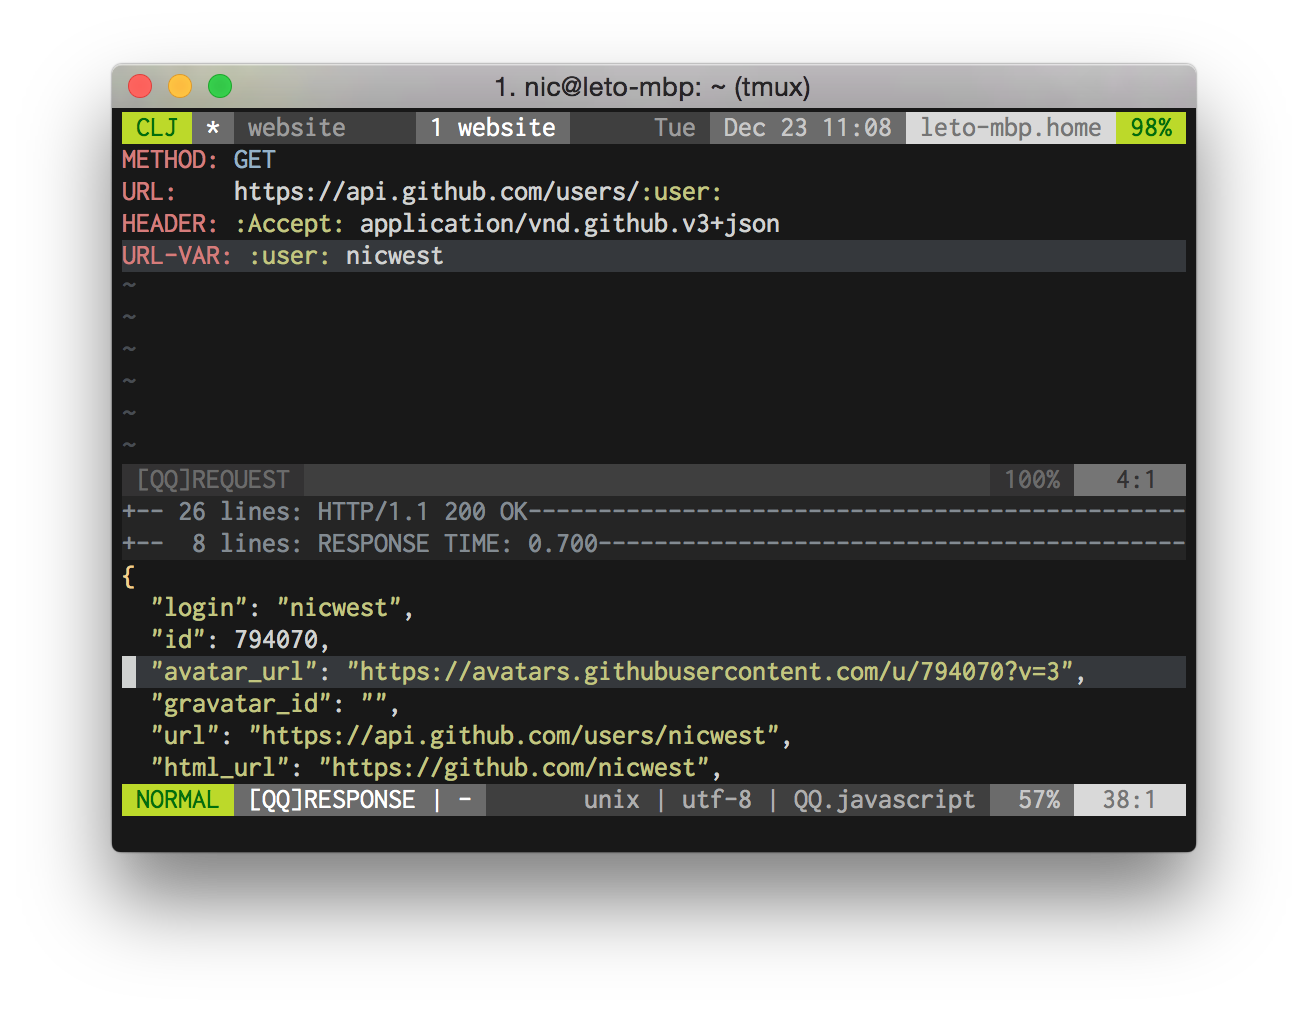 1. nic@leto-mbp: ~ (tmux)
CLJ * website 1 website Tue Dec 23 11:08 leto-mbp.home 98%
METHOD: GET
URL:    https://api.github.com/users/:user:
HEADER: :Accept: application/vnd.github.v3+json
URL-VAR: :user: nicwest
~
~
~
~
~
~
[QQ]REQUEST 100% 4:1
+-- 26 lines: HTTP/1.1 200 OK-----------------------------------------------
+--  8 lines: RESPONSE TIME: 0.700------------------------------------------
{
  "login": "nicwest",
  "id": 794070,
  "avatar_url": "https://avatars.githubusercontent.com/u/794070?v=3",
  "gravatar_id": "",
  "url": "https://api.github.com/users/nicwest",
  "html_url": "https://github.com/nicwest",
NORMAL [QQ]RESPONSE | - unix | utf-8 | QQ.javascript 57% 38:1